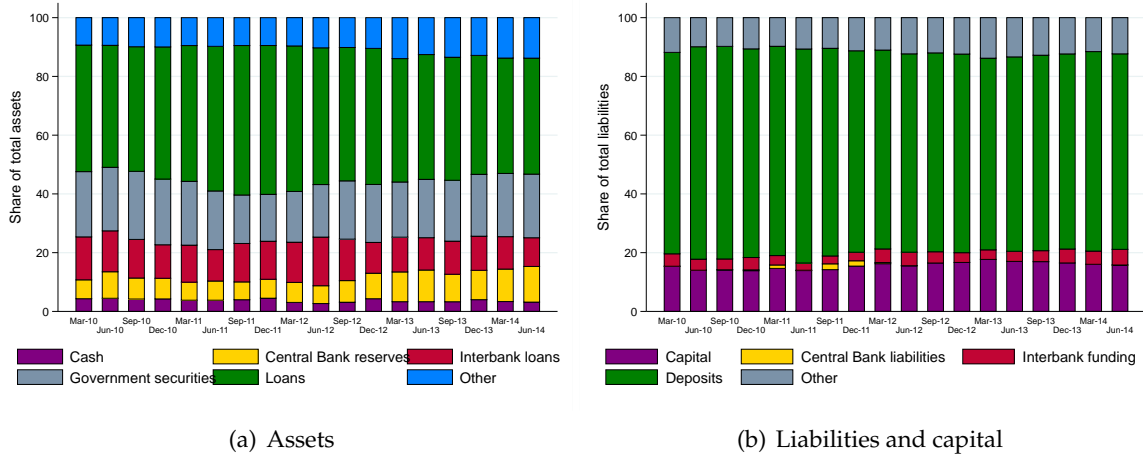 Share of total assets
100
80
60
40
20
0
Mar-10 Sep-10 Mar-11 Sep-11 Mar-12 Sep-12 Mar-13 Sep-13 Mar-14
Jun-10 Dec-10 Jun-11 Dec-11 Jun-12 Dec-12 Jun-13 Dec-13 Jun-14
Cash Central Bank reserves Interbank loans
Government securities Loans Other
(a) Assets
Share of total liabilities
100
80
60
40
20
0
Mar-10 Sep-10 Mar-11 Sep-11 Mar-12 Sep-12 Mar-13 Sep-13 Mar-14
Jun-10 Dec-10 Jun-11 Dec-11 Jun-12 Dec-12 Jun-13 Dec-13 Jun-14
Capital Central Bank liabilities Interbank funding
Deposits Other
(b) Liabilities and capital